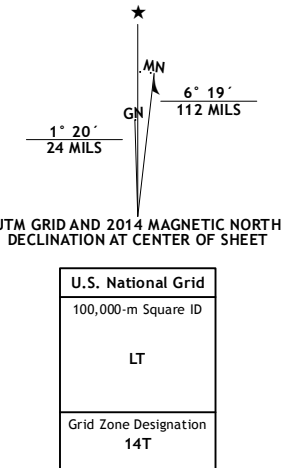 ★
MN
GN
6° 19´
112 MILS
1° 20´
24 MILS
UTM GRID AND 2014 MAGNETIC NORTH
DECLINATION AT CENTER OF SHEET
U.S. National Grid
100,000-m Square ID
LT
Grid Zone Designation
14T